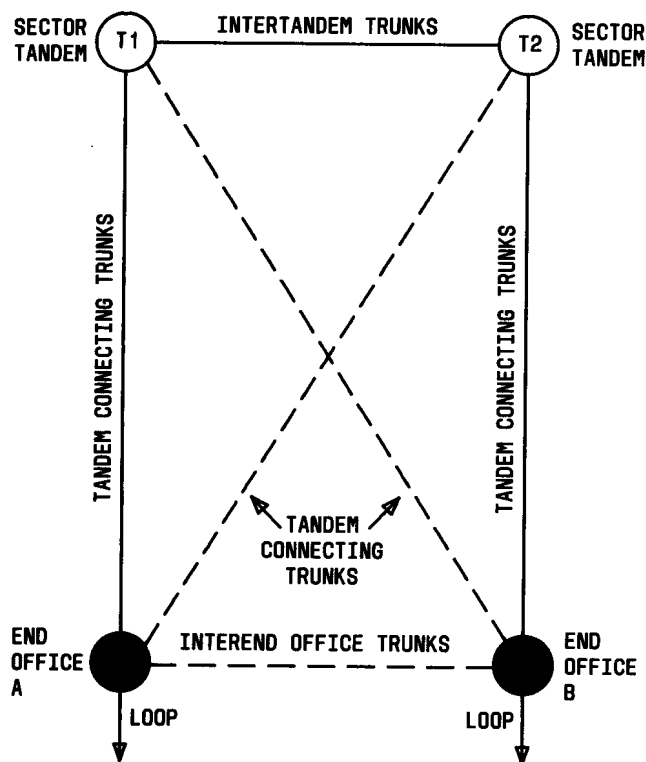 SECTOR
TANDEM
T1
INTERTANDEM TRUNKS
T2
SECTOR
TANDEM
TANDEM CONNECTING TRUNKS
TANDEM CONNECTING TRUNKS
TANDEM
CONNECTING
TRUNKS
END
OFFICE
A
INTEREND OFFICE TRUNKS
END
OFFICE
B
LOOP
LOOP